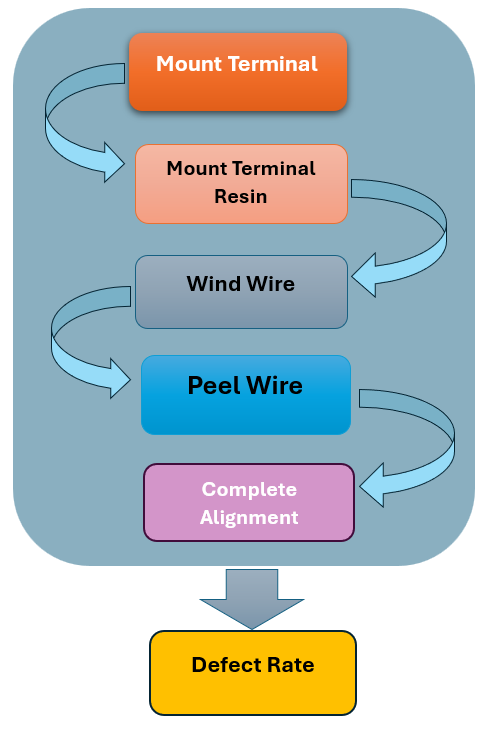 Mount Terminal
Mount Terminal
Resin
Wind Wire
Peel Wire
Complete
Alignment
Defect Rate